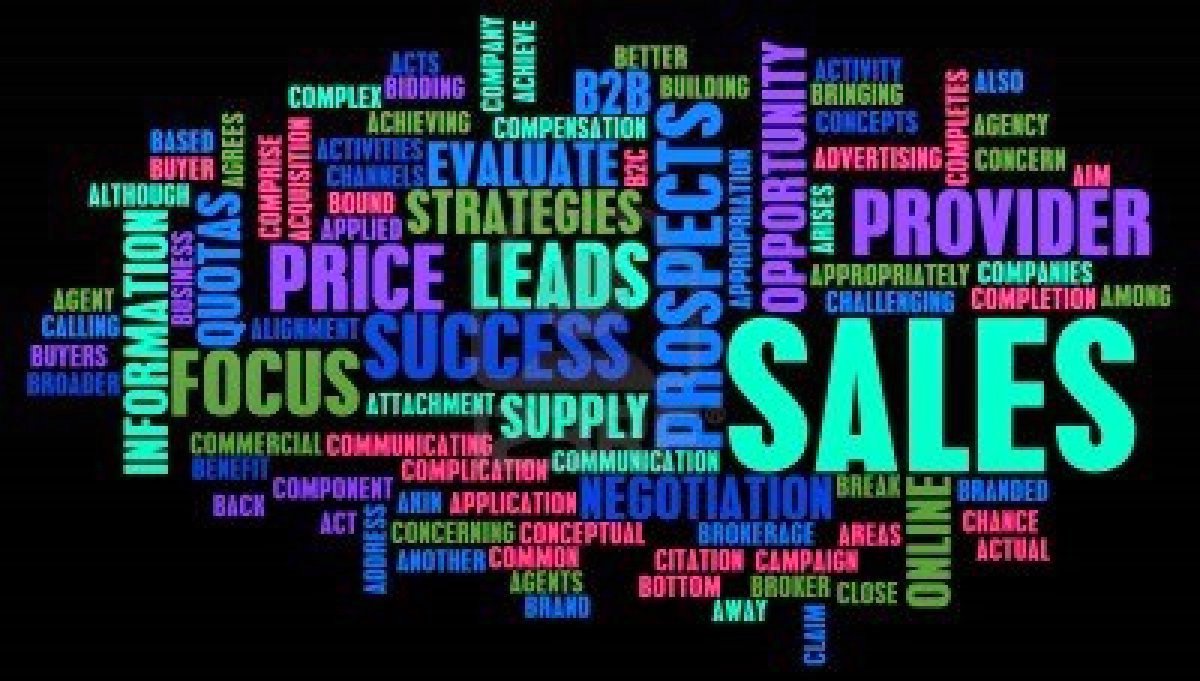 COMPANY
ACHIEVE
BETTER
ACTS
BIDDING
COMPLEX
B2B
BUILDING
OPPORTUNITY
ACTIVITY
BRINGING
CONCEPTS
COMPLETES
ALSO
AGENCY
CONCERN
AIM
ACHIEVING
COMPENSATION
PROSPECTS
BASED
BUYER
AGREES
COMPRISE
ACQUISITION
ACTIVITIES
CHANNELS
EVALUATE
B2C
APPROPRIATION
ADVERTISING
ARISES
PROVIDER
ALTHOUGH
BOUND
APPLIED
STRATEGIES
INFORMATION
BUSINESS
QUOTAS
PRICE
LEADS
APPROPRIATELY
COMPANIES
CHALLENGING
COMPLETION
AMONG
AGENT
CALLING
BUYERS
BROADER
ALIGNMENT
SUCCESS
SALES
FOCUS
ATTACHMENT
SUPPLY
COMMERCIAL
COMMUNICATING
COMMUNICATION
BENEFIT
COMPLICATION
BACK
COMPONENT
AKIN
APPLICATION
NEGOTIATION
BREAK
ONLINE
BRANDED
ACT
ADDRESS
CONCERNING
CONCEPTUAL
BROKERAGE
AREAS
CHANCE
ACTUAL
ANOTHER
COMMON
CITATION
CAMPAIGN
AGENTS
BOTTOM
BROKER
CLOSE
BRAND
AWAY
CLAIM